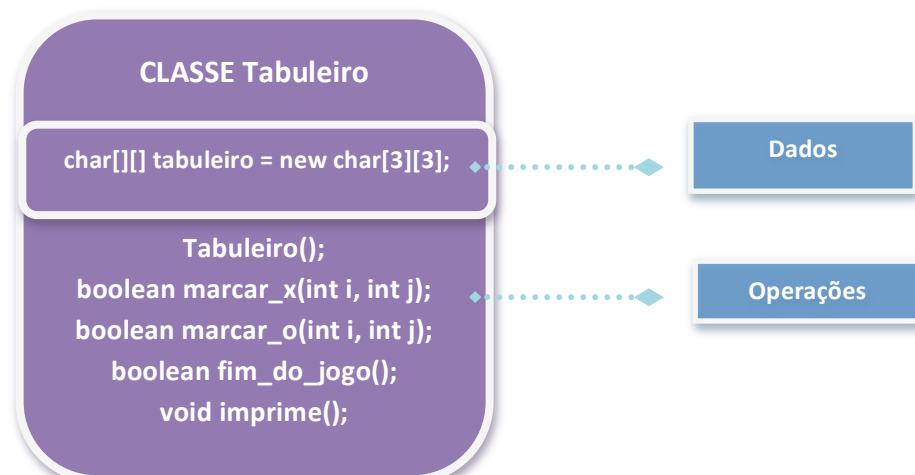 CLASSE Tabuleiro
char[][] tabuleiro = new char[3][3];
Dados
Tabuleiro();
boolean marcar_x(int i, int j);
boolean marcar_o(int i, int j);
boolean fim_do_jogo();
void imprime();
Operações